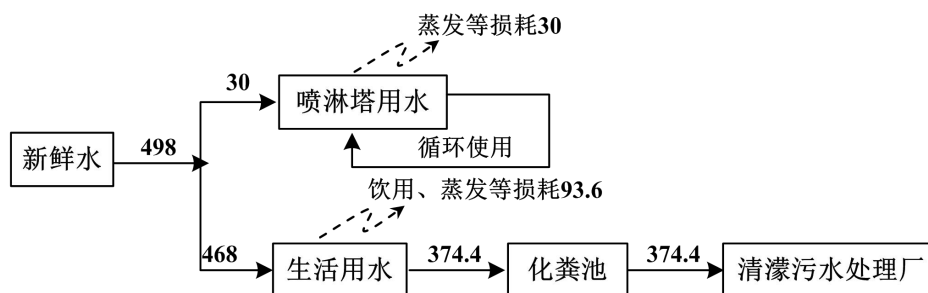 蒸发等损耗30
30
喷淋塔用水
新鲜水
498
循环使用
饮用、蒸发等损耗93.6
468
生活用水
374.4
化粪池
374.4
清濛污水处理厂